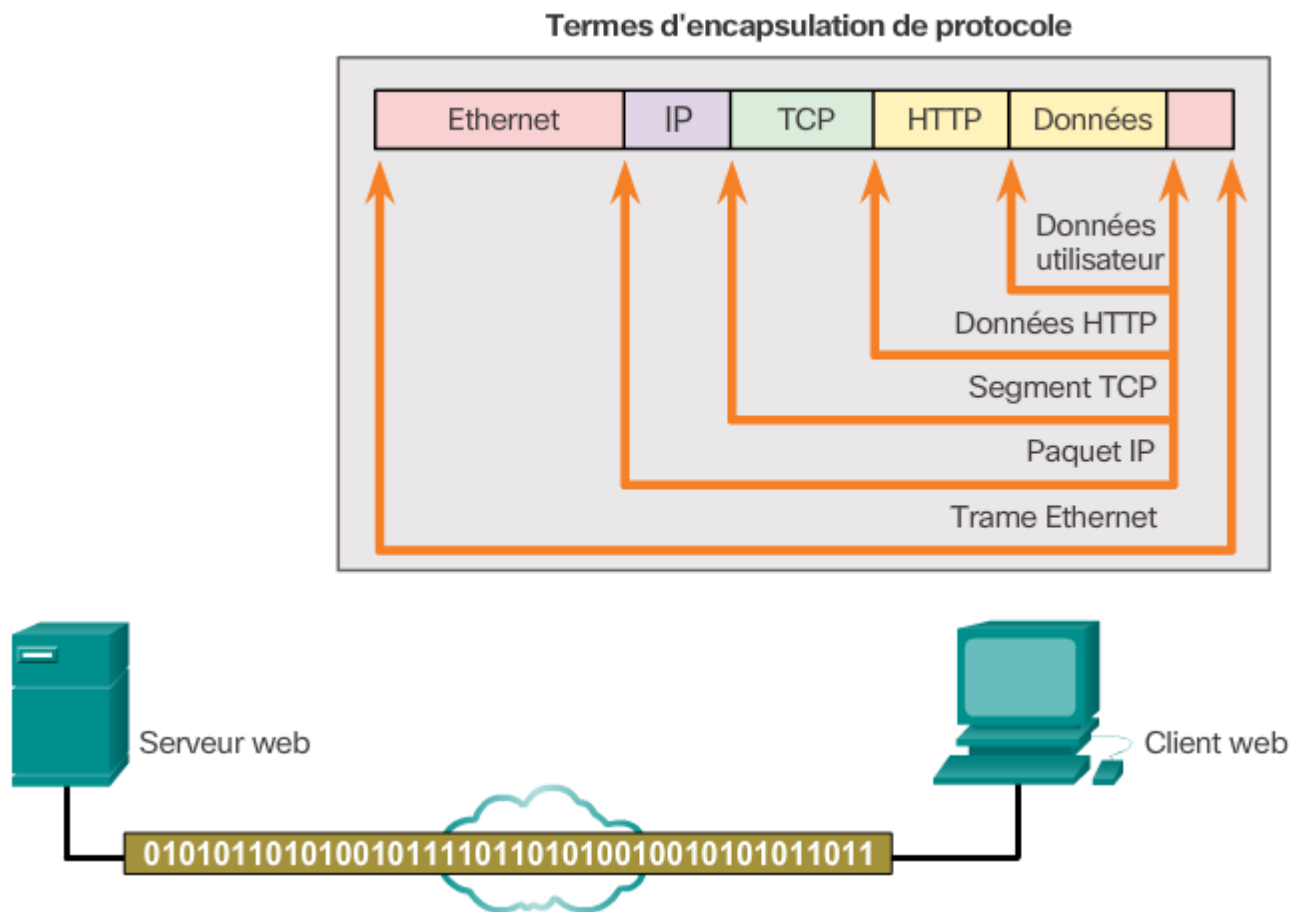 Termes d'encapsulation de protocole
Ethernet IP TCP HTTP Données
Données
utilisateur
Données HTTP
Segment TCP
Paquet IP
Trame Ethernet
Serveur web
Client web
010101101010010111101101010010010101011011